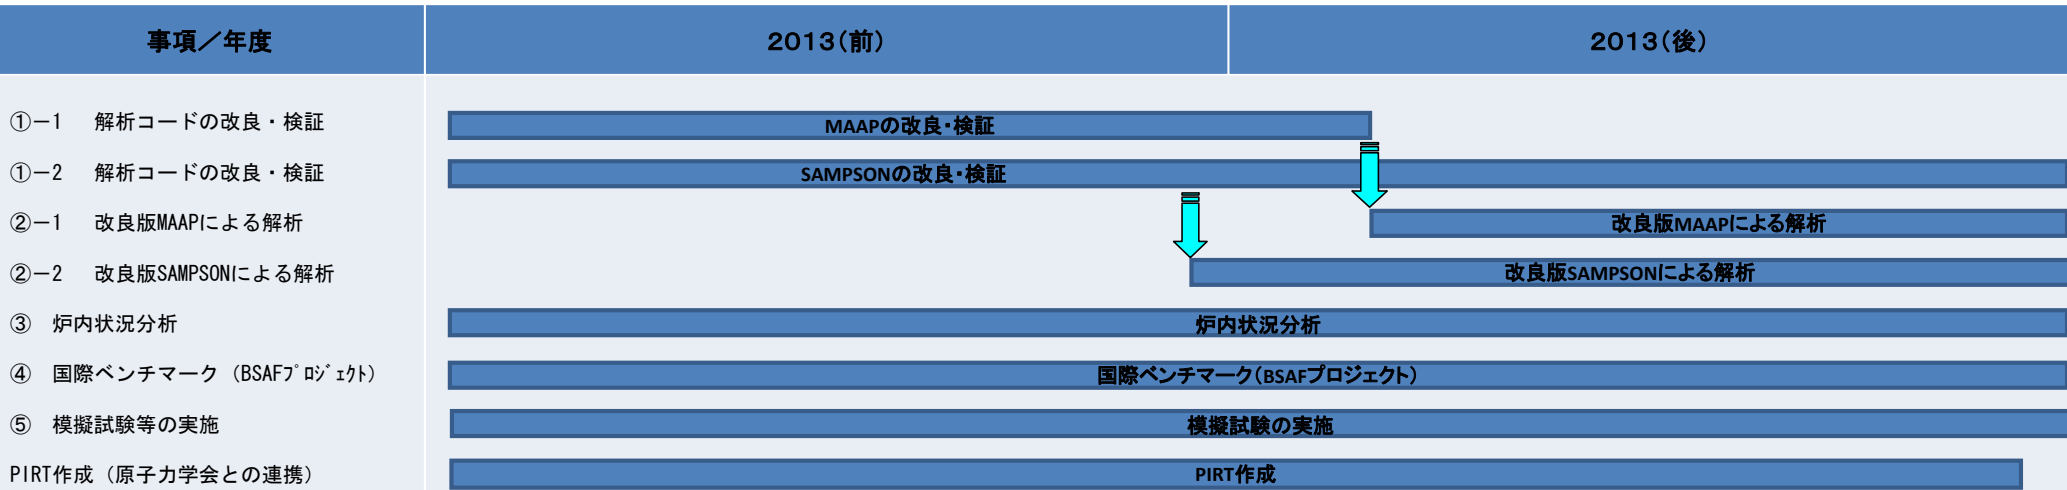 事項／年度
2013(前)
2013(後)
①－1 解析コードの改良・検証
MAAPの改良・検証
①－2 解析コードの改良・検証
SAMPSONの改良・検証
②－1 改良版MAAPによる解析
改良版MAAPによる解析
②－2 改良版SAMPSONによる解析
改良版SAMPSONによる解析
③ 炉内状況分析
炉内状況分析
④ 国際ベンチマーク（BSAFﾌﾟﾛｼﾞｪｸﾄ）
国際ベンチマーク(BSAFプロジェクト)
⑤ 模擬試験等の実施
模擬試験の実施
PIRT作成（原子力学会との連携）
PIRT作成